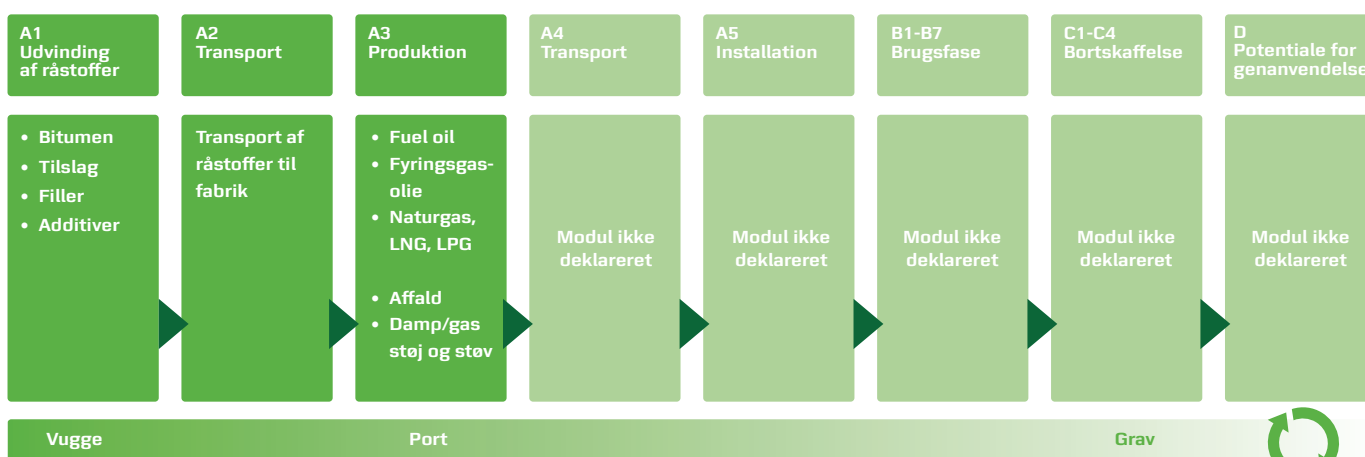 A1
Udvinding
af råstoffer
A2
Transport
A3
Produktion
A4
Transport
A5
Installation
B1-B7
Brugsfase
C1-C4
Bortskaffelse
D
Potentiale for
genanvendelse
• Bitumen
• Tilslag
• Filler
• Additiver
Transport af
råstoffer til
fabrik
• Fuel oil
• Fyringsgas-
olie
• Naturgas,
LNG, LPG
• Affald
• Damp/gas
støj og støv
Modul ikke
deklareret
Modul ikke
deklareret
Modul ikke
deklareret
Modul ikke
deklareret
Modul ikke
deklareret
Vugge
Port
Grav